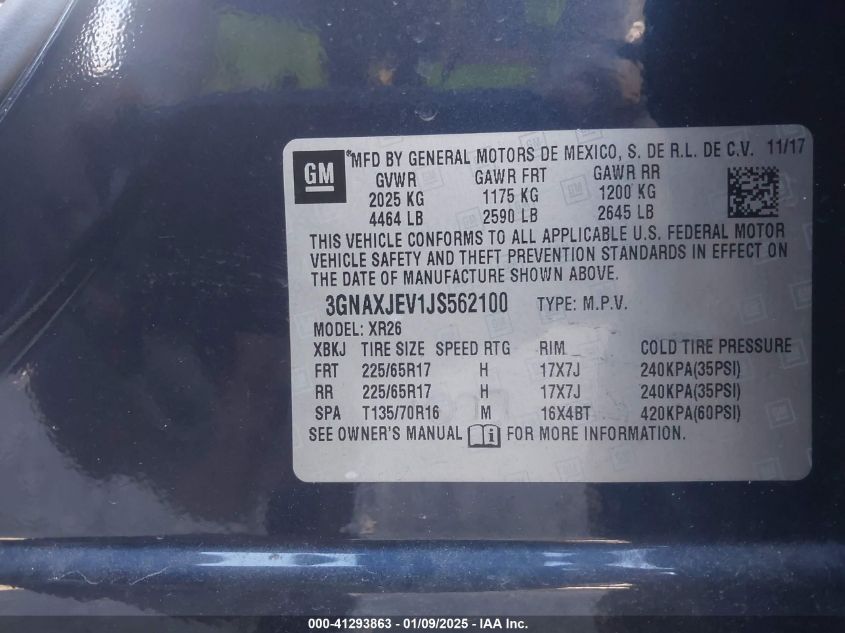 GM
*MFD BY GENERAL MOTORS DE MEXICO, S. DE R.L. DE C.V. 11/17
GVWR GAWR FRT GAWR RR
2025 KG 1175 KG 1200 KG
4464 LB 2590 LB 2645 LB
THIS VEHICLE CONFORMS TO ALL APPLICABLE U.S. FEDERAL MOTOR
VEHICLE SAFETY AND THEFT PREVENTION STANDARDS IN EFFECT ON
THE DATE OF MANUFACTURE SHOWN ABOVE.
3GNAXJEV1JS562100 TYPE: M.P.V.
MODEL: XR26
XBKJ TIRE SIZE SPEED RTG RIM COLD TIRE PRESSURE
FRT 225/65R17 H 17X7J 240KPA(35PSI)
RR 225/65R17 H 17X7J 240KPA(35PSI)
SPA T135/70R16 M 16X4BT 420KPA(60PSI)
SEE OWNER'S MANUAL FOR MORE INFORMATION.
000-41293863 - 01/09/2025 - IAA Inc.